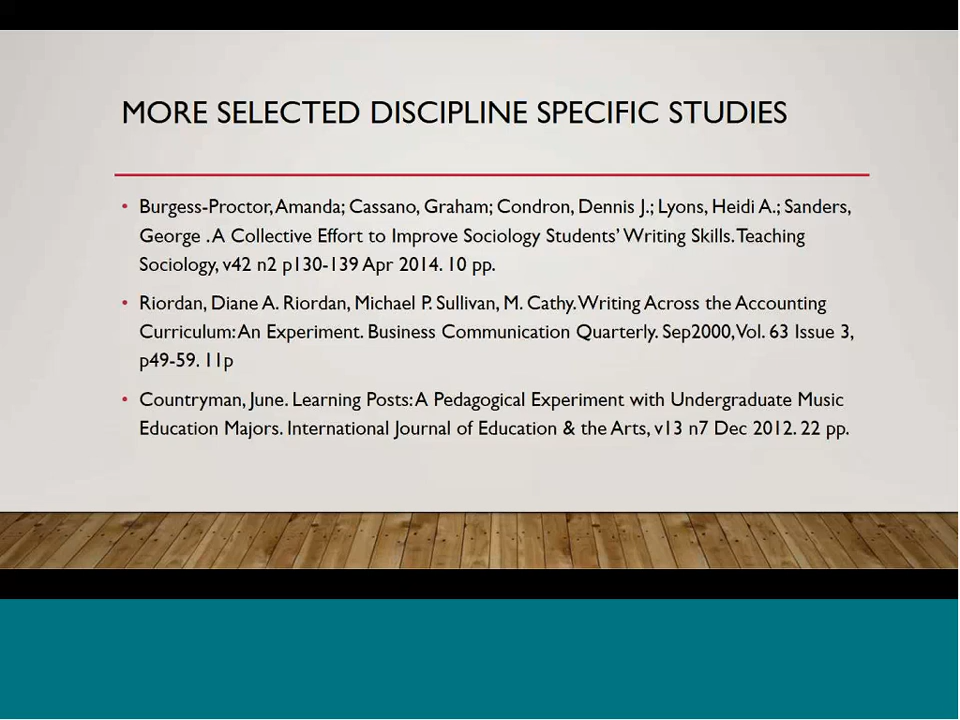 MORE SELECTED DISCIPLINE SPECIFIC STUDIES
• Burgess-Proctor, Amanda; Cassano, Graham; Condron, Dennis J.; Lyons, Heidi A.; Sanders,
George . A Collective Effort to Improve Sociology Students' Writing Skills. Teaching
Sociology, v42 n2 p130-139 Apr 2014. 10 pp.
• Riordan, Diane A. Riordan, Michael P. Sullivan, M. Cathy. Writing Across the Accounting
Curriculum: An Experiment. Business Communication Quarterly. Sep2000, Vol. 63 Issue 3,
p49-59. 11p
• Countryman, June. Learning Posts: A Pedagogical Experiment with Undergraduate Music
Education Majors. International Journal of Education & the Arts, v13 n7 Dec 2012. 22 pp.